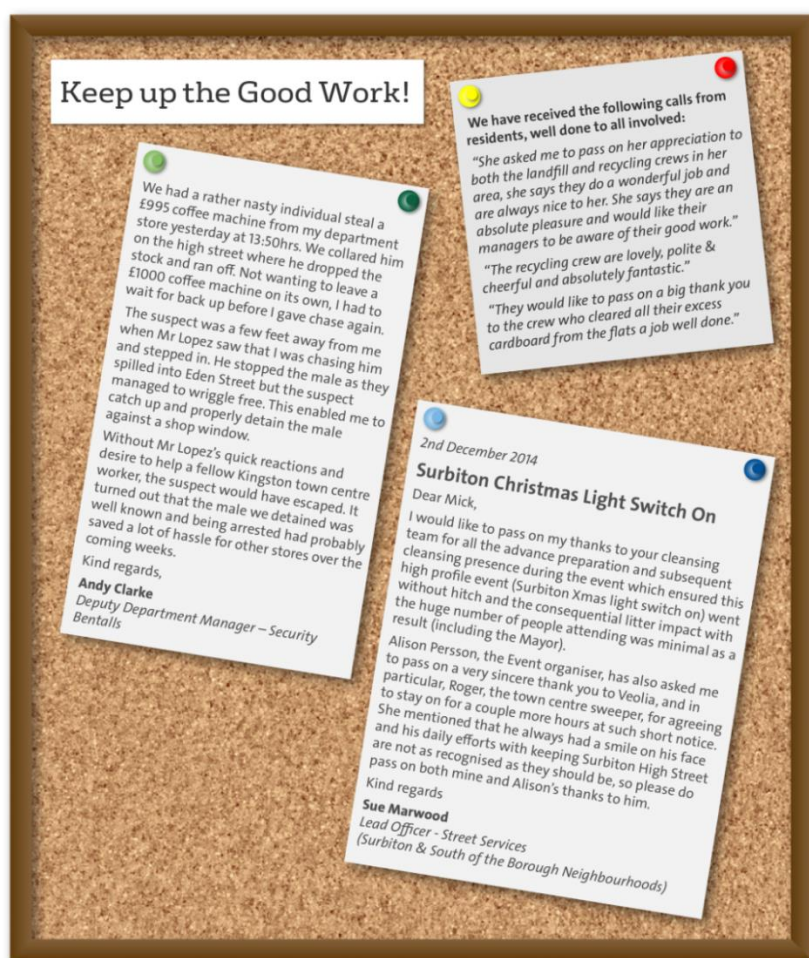 Keep up the Good Work!
We had a rather nasty individual steal a
£995 coffee machine from my department
store yesterday at 13:50hrs. We collared him
on the high street where he dropped the
stock and ran off. Not wanting to leave a
£1000 coffee machine on its own, I had to
wait for back up before I gave chase again.
The suspect was a few feet away from me
when Mr Lopez saw that I was chasing him
and stepped in. He stopped the male as they
spilled into Eden Street but the suspect
managed to wriggle free. This enabled me to
catch up and properly detain the male
against a shop window.
Without Mr Lopez's quick reactions and
desire to help a fellow Kingston town centre
worker, the suspect would have escaped. It
turned out that the male we detained was
well known and being arrested had probably
saved a lot of hassle for other stores over the
coming weeks.
Kind regards,
Andy Clarke
Deputy Department Manager – Security
Bentalls
We have received the following calls from
residents, well done to all involved:
“She asked me to pass on her appreciation to
both the landfill and recycling crews in her
area, she says they do a wonderful job and
are always nice to her. She says they are an
absolute pleasure and would like their
managers to be aware of their good work.”
“The recycling crew are lovely, polite &
cheerful and absolutely fantastic.”
“They would like to pass on a big thank you
to the crew who cleared all their excess
cardboard from the flats a job well done.”
2nd December 2014
Surbiton Christmas Light Switch On
Dear Mick,
I would like to pass on my thanks to your cleansing
team for all the advance preparation and subsequent
cleansing presence during the event which ensured this
high profile event (Surbiton Xmas light switch on) went
without hitch and the consequential litter impact with
the huge number of people attending was minimal as a
result (including the Mayor).
Alison Persson, the Event organiser, has also asked me
to pass on a very sincere thank you to Veolia, and in
particular, Roger, the town centre sweeper, for agreeing
to stay on for a couple more hours at such short notice.
She mentioned that he always had a smile on his face
and his daily efforts with keeping Surbiton High Street
are not as recognised as they should be, so please do
pass on both mine and Alison's thanks to him.
Kind regards
Sue Marwood
Lead Officer - Street Services
(Surbiton & South of the Borough Neighbourhoods)